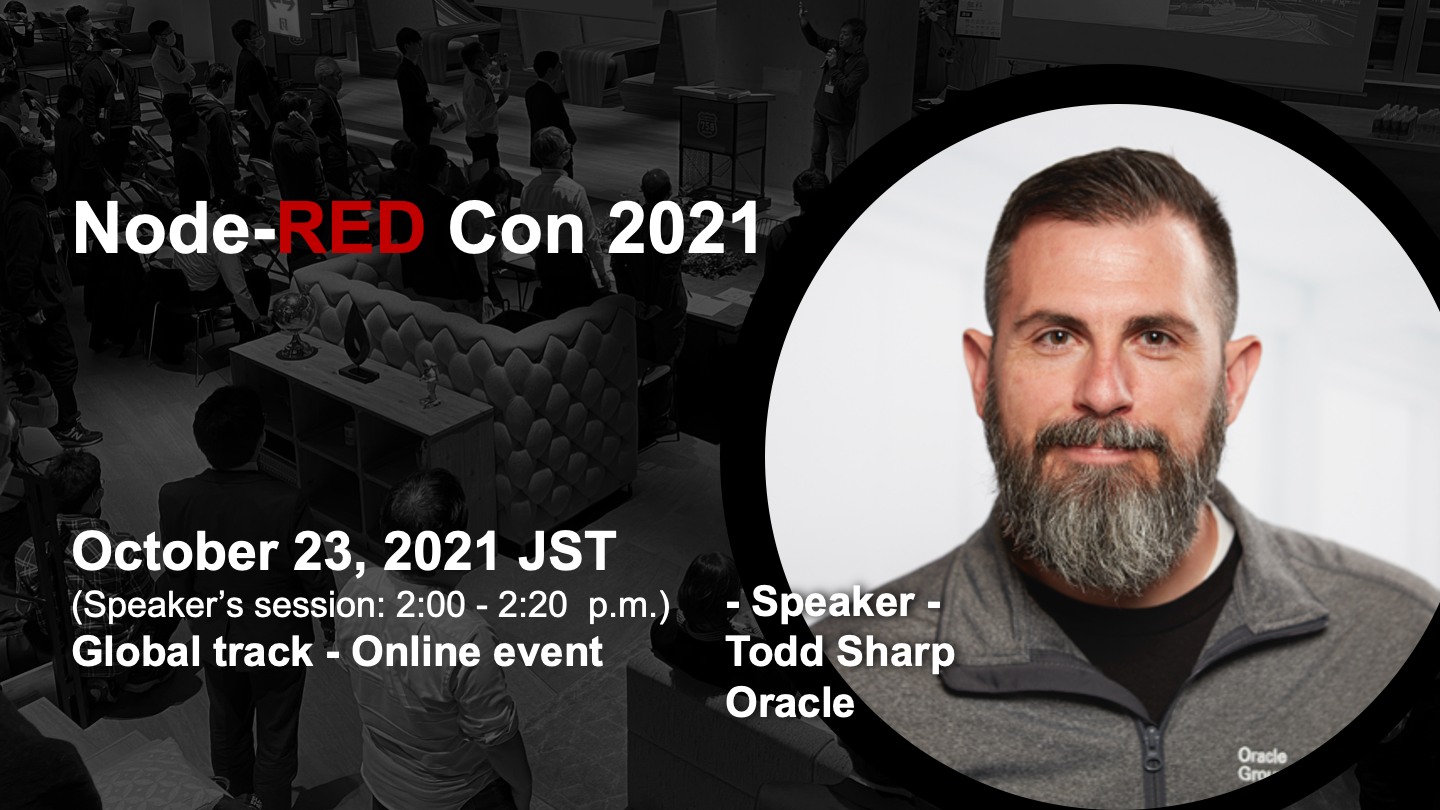 Node-RED Con 2021
October 23, 2021 JST
(Speaker’s session: 2:00 - 2:20  p.m.)
Global track - Online event
- Speaker -
Todd Sharp
Oracle
Oracle